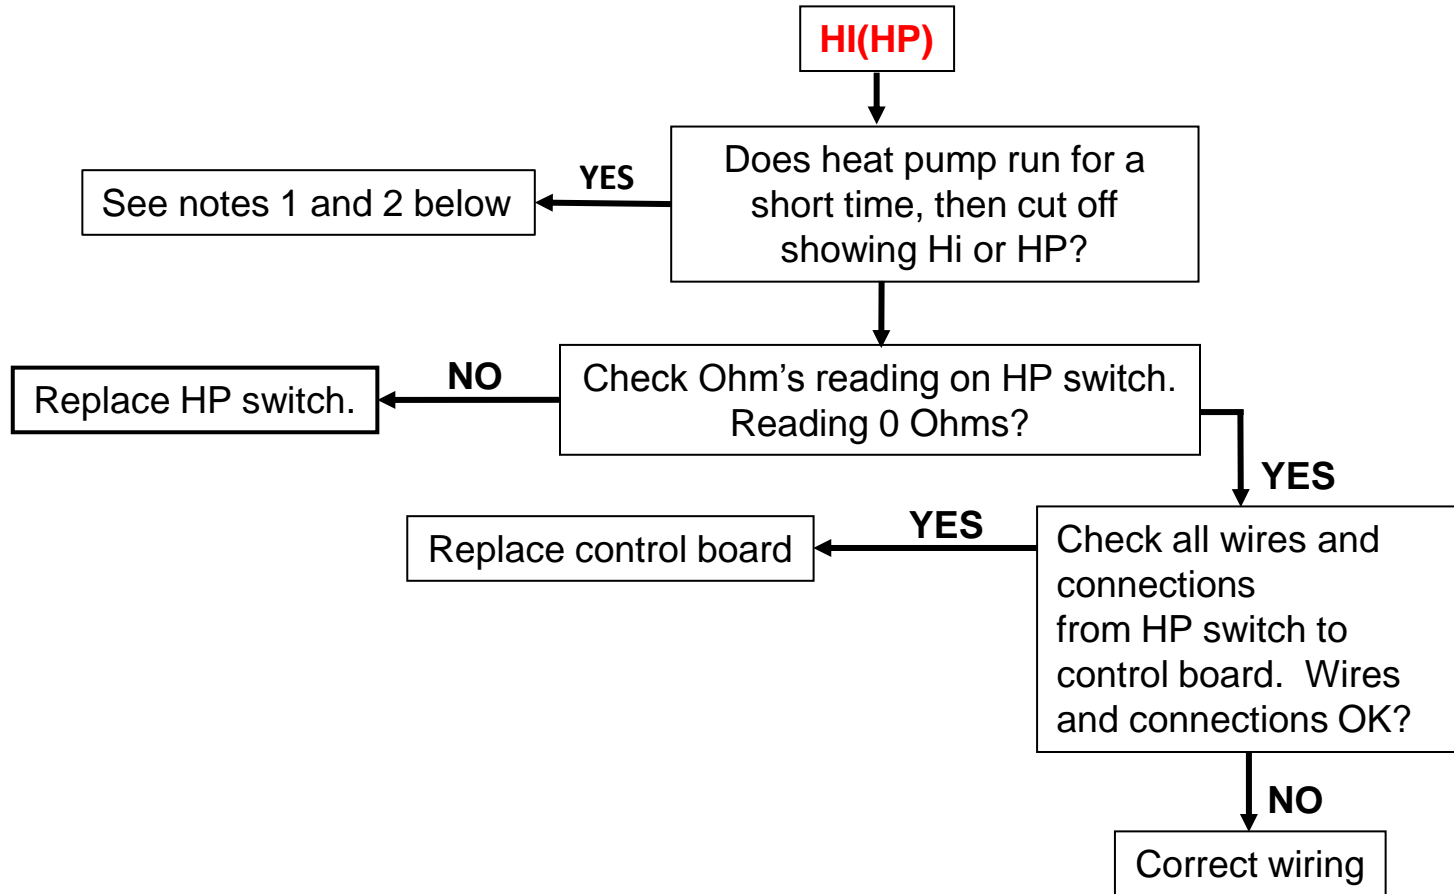 HI(HP)
Does heat pump run for a
short time, then cut off
showing Hi or HP?
YES
See notes 1 and 2 below
Check Ohm’s reading on HP switch.
Reading 0 Ohms?
NO
Replace HP switch.
YES
Check all wires and
connections
from HP switch to
control board.  Wires
and connections OK?
YES
Replace control board
NO
Correct wiring